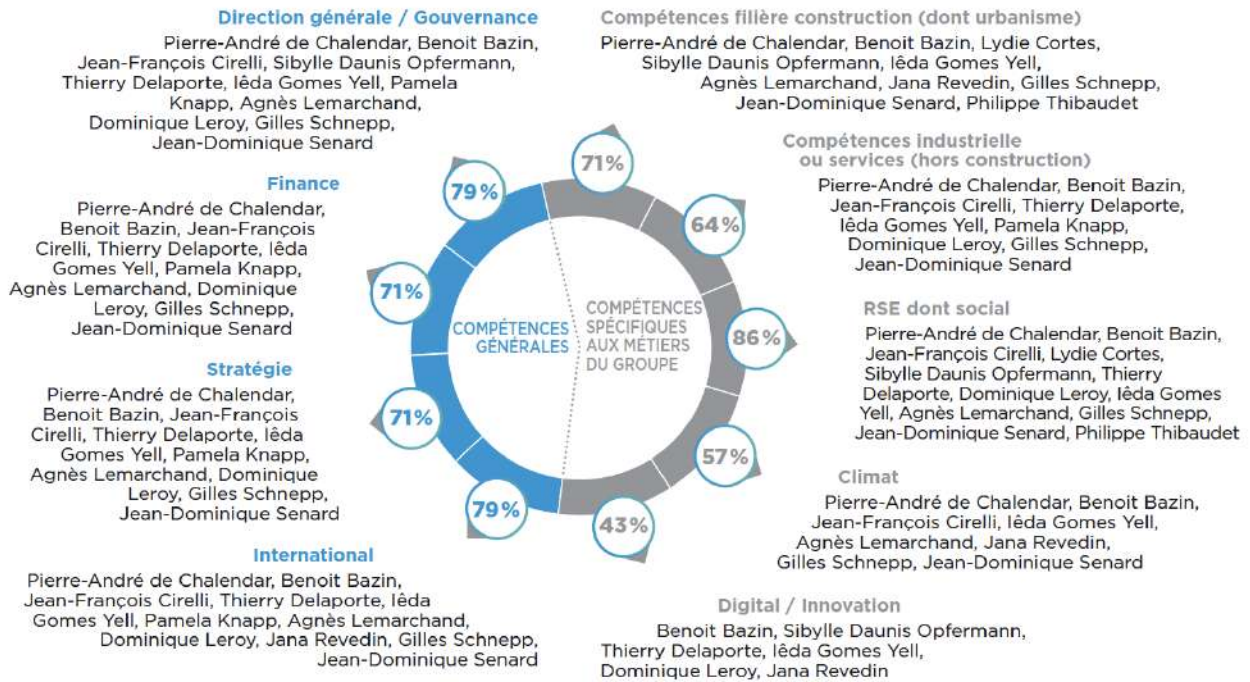 Direction générale / Gouvernance
Pierre-André de Chalendar, Benoit Bazin,
Jean-François Cirelli, Sibylle Daunis Opfermann,
Thierry Delaporte, Iêda Gomes Yell, Pamela
Knapp, Agnès Lemarchand,
Dominique Leroy, Gilles Schnepp,
Jean-Dominique Senard
79%
Finance
Pierre-André de Chalendar,
Benoit Bazin, Jean-François
Cirelli, Thierry Delaporte, Iêda
Gomes Yell, Pamela Knapp,
Agnès Lemarchand, Dominique
Leroy, Gilles Schnepp,
Jean-Dominique Senard
71%
Stratégie
Pierre-André de Chalendar,
Benoit Bazin, Jean-François
Cirelli, Thierry Delaporte, Iêda
Gomes Yell, Pamela Knapp,
Agnès Lemarchand, Dominique
Leroy, Gilles Schnepp,
Jean-Dominique Senard
71%
International
Pierre-André de Chalendar, Benoit Bazin,
Jean-François Cirelli, Thierry Delaporte, Iêda
Gomes Yell, Pamela Knapp, Agnès Lemarchand,
Dominique Leroy, Jana Revedin, Gilles Schnepp,
Jean-Dominique Senard
79%
COMPÉTENCES
GÉNÉRALES
COMPÉTENCES
SPÉCIFIQUES
AUX MÉTIERS
DU GROUPE
Compétences filière construction (dont urbanisme)
Pierre-André de Chalendar, Benoit Bazin, Lydie Cortes,
Sibylle Daunis Opfermann, Iêda Gomes Yell,
Agnès Lemarchand, Jana Revedin, Gilles Schnepp,
Jean-Dominique Senard, Philippe Thibaudet
71%
Compétences industrielle
ou services (hors construction)
Pierre-André de Chalendar, Benoit Bazin,
Jean-François Cirelli, Thierry Delaporte,
Iêda Gomes Yell, Pamela Knapp,
Dominique Leroy, Gilles Schnepp,
Jean-Dominique Senard
64%
RSE dont social
Pierre-André de Chalendar, Benoit Bazin,
Jean-François Cirelli, Lydie Cortes,
Sibylle Daunis Opfermann, Thierry
Delaporte, Dominique Leroy, Iêda Gomes
Yell, Agnès Lemarchand, Gilles Schnepp,
Jean-Dominique Senard, Philippe Thibaudet
86%
Climat
Pierre-André de Chalendar, Benoit Bazin,
Jean-François Cirelli, Iêda Gomes Yell,
Agnès Lemarchand, Jana Revedin,
Gilles Schnepp, Jean-Dominique Senard
57%
Digital / Innovation
Benoit Bazin, Sibylle Daunis Opfermann,
Thierry Delaporte, Iêda Gomes Yell,
Dominique Leroy, Jana Revedin
43%